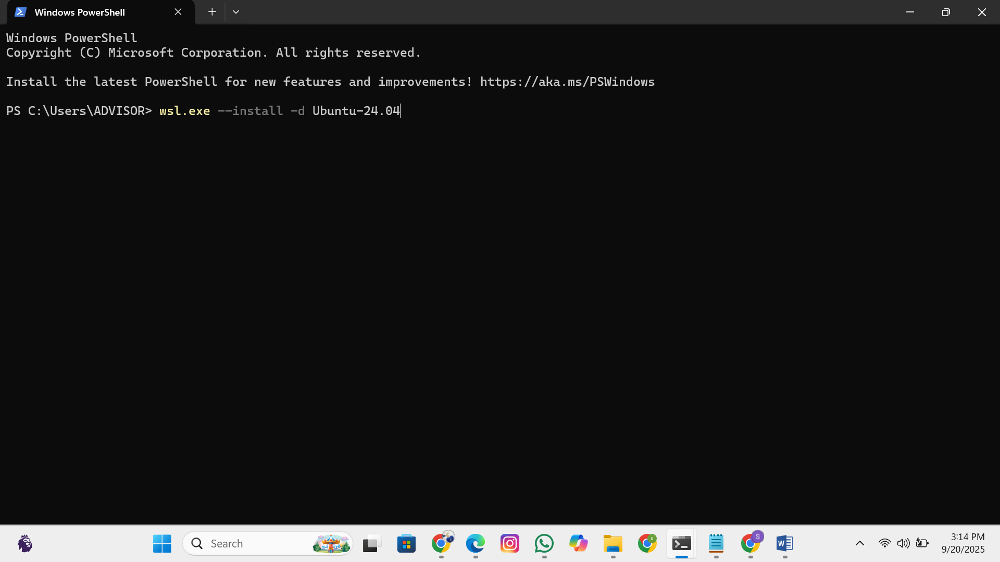 Windows PowerShell
Windows PowerShell
Copyright (C) Microsoft Corporation. All rights reserved.
Install the latest PowerShell for new features and improvements! https://aka.ms/PSWindows
PS C:\Users\ADVISOR> wsl.exe --install -d Ubuntu-24.04
Search
S
S
W
3:14 PM
9/20/2025